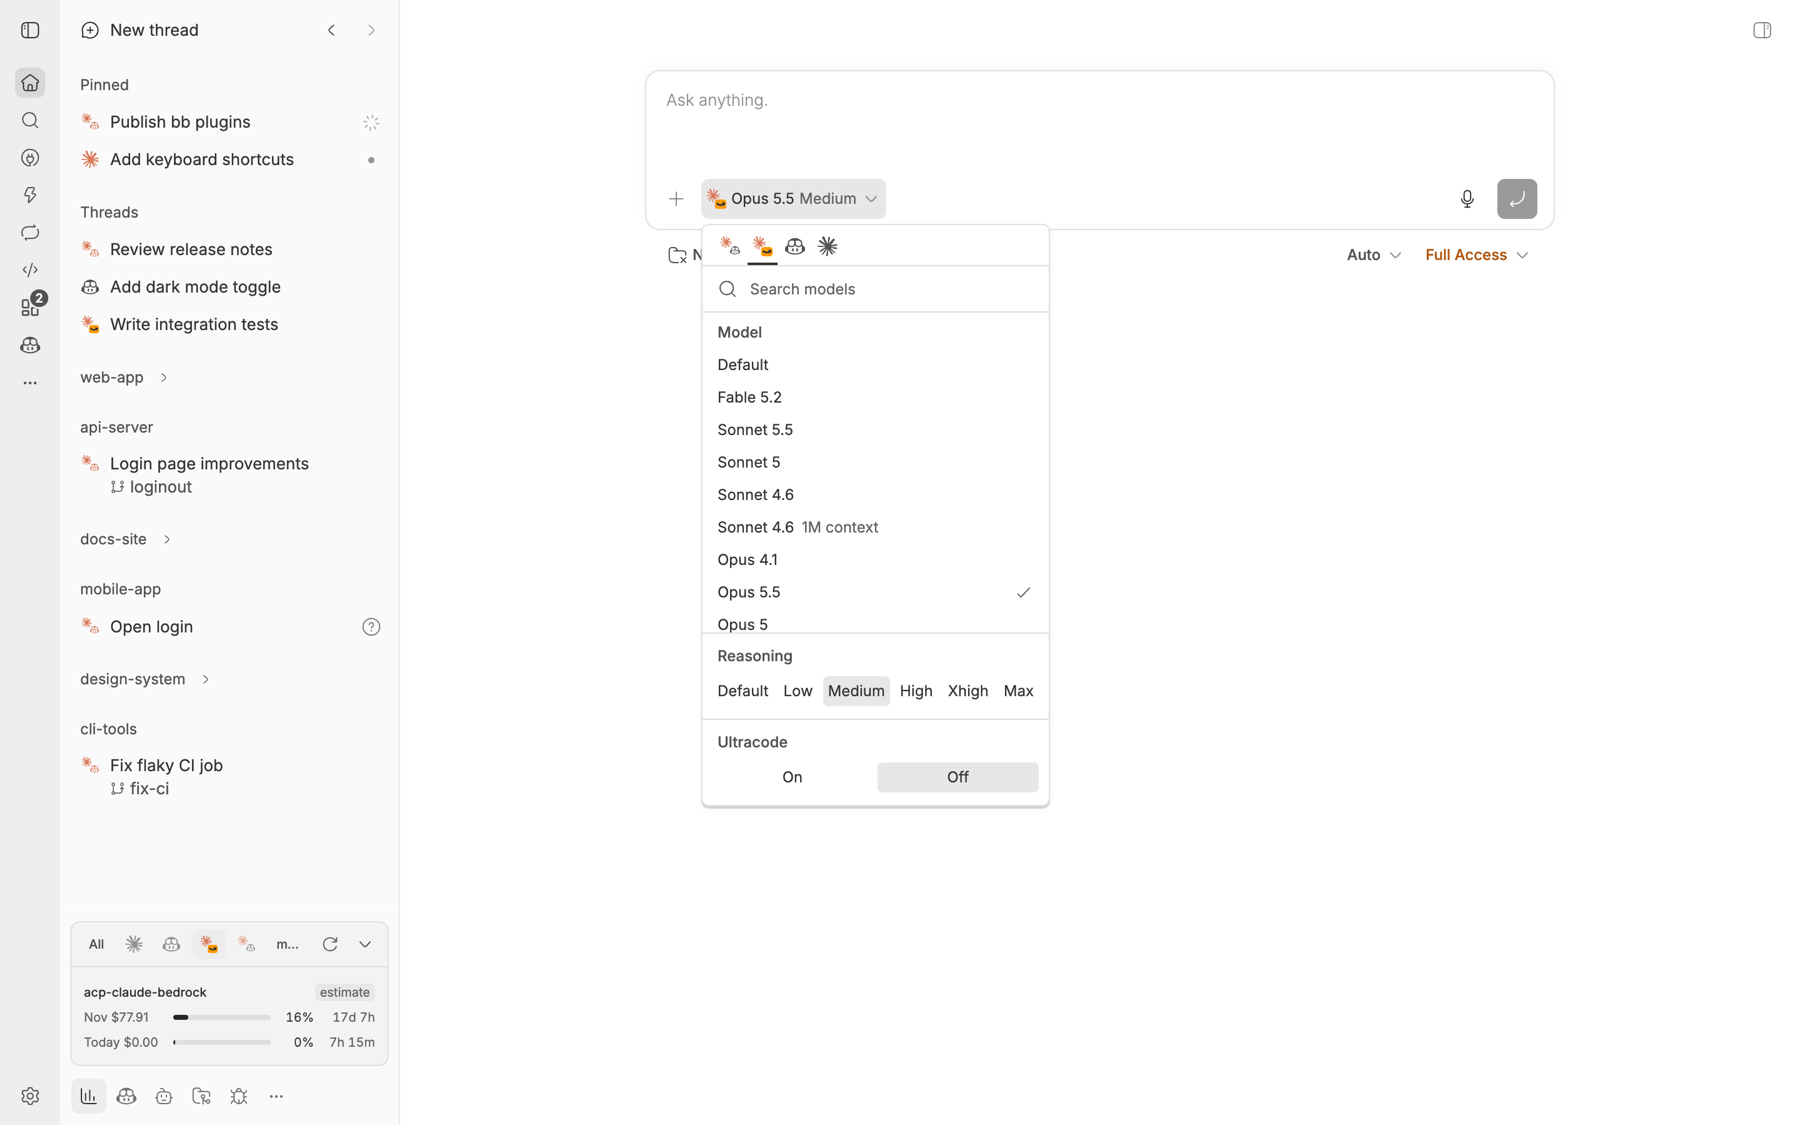 New thread
Pinned
Publish bb plugins
Add keyboard shortcuts
Threads
Review release notes
Add dark mode toggle
2
Write integration tests
web-app
api-server
Login page improvements
loginout
docs-site
mobile-app
Open login
design-system
cli-tools
Fix flaky CI job
fix-ci
All
m...
acp-claude-bedrock
estimate
Nov $77.91 16% 17d 7h
Today $0.00 0% 7h 15m
Ask anything.
Opus 5.5 Medium
N
Auto
Full Access
Search models
Model
Default
Fable 5.2
Sonnet 5.5
Sonnet 5
Sonnet 4.6
Sonnet 4.6 1M context
Opus 4.1
Opus 5.5
Opus 5
Reasoning
Default Low Medium High Xhigh Max
Ultracode
On Off